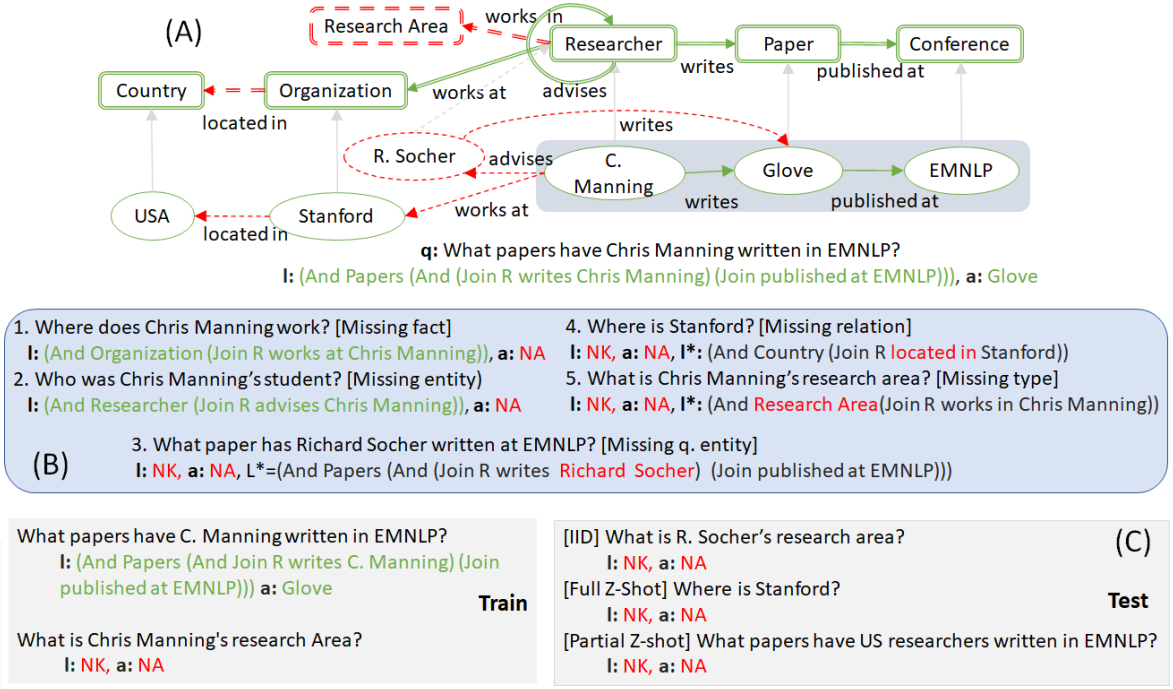 (A)
Research Area
works in
Researcher
Paper
Conference
writes
published at
Country
Organization
works at
advises
located in
writes
R. Socher
advises
C.
Manning
Glove
EMNLP
writes
published at
USA
Stanford
works at
located in
q: What papers have Chris Manning written in EMNLP?
l: (And Papers (And (Join R writes Chris Manning) (Join published at EMNLP))), a: Glove
1. Where does Chris Manning work? [Missing fact]
l: (And Organization (Join R works at Chris Manning)), a: NA
2. Who was Chris Manning’s student? [Missing entity)
l: (And Researcher (Join R advises Chris Manning)), a: NA
4. Where is Stanford? [Missing relation]
l: NK, a: NA, l*: (And Country (Join R located in Stanford))
5. What is Chris Manning’s research area? [Missing type]
l: NK, a: NA, l*: (And Research Area(Join R works in Chris Manning))
3. What paper has Richard Socher written at EMNLP? [Missing q. entity]
(B)
l: NK, a: NA, L*=(And Papers (And (Join R writes Richard Socher) (Join published at EMNLP)))
What papers have C. Manning written in EMNLP?
l: (And Papers (And Join R writes C. Manning) (Join
published at EMNLP))) a: Glove
Train
What is Chris Manning's research Area?
l: NK, a: NA
(C)
[IID] What is R. Socher’s research area?
l: NK, a: NA
[Full Z-Shot] Where is Stanford?
l: NK, a: NA
Test
[Partial Z-shot] What papers have US researchers written in EMNLP?
l: NK, a: NA